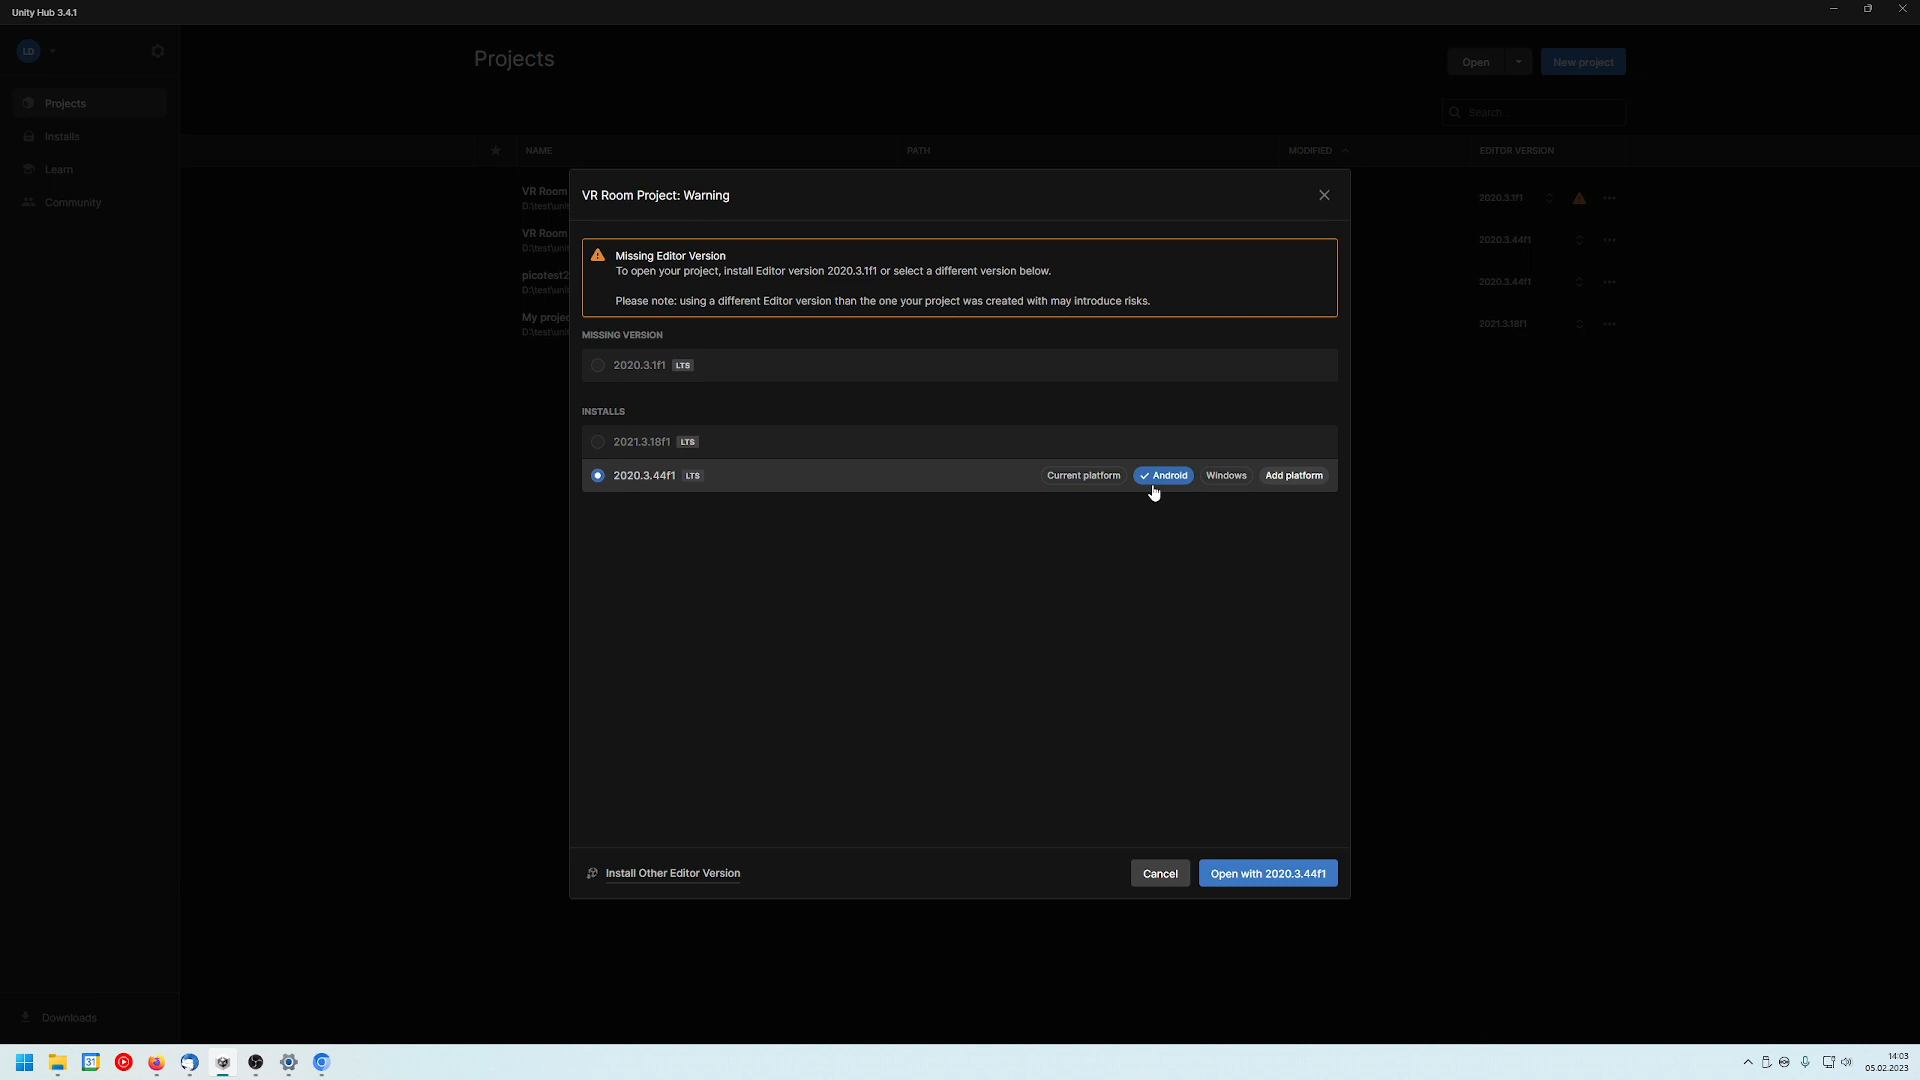 Unity Hub 3.4.1
LD
Projects
Open
New project
Search...
Projects
Installs
Learn
Community
NAME
PATH
MODIFIED
EDITOR VERSION
VR Room
2020.3.1f1
VR Room
2020.3.44f1
picotest2
2020.3.44f1
My projec
2021.3.18f1
VR Room Project: Warning
Missing Editor Version
To open your project, install Editor version 2020.3.1f1 or select a different version below.
Please note: using a different Editor version than the one your project was created with may introduce risks.
MISSING VERSION
2020.3.1f1 LTS
INSTALLS
2021.3.18f1 LTS
2020.3.44f1 LTS Current platform Android Windows Add platform
Install Other Editor Version
Cancel
Open with 2020.3.44f1
Downloads
31
14:03
05.02.2023